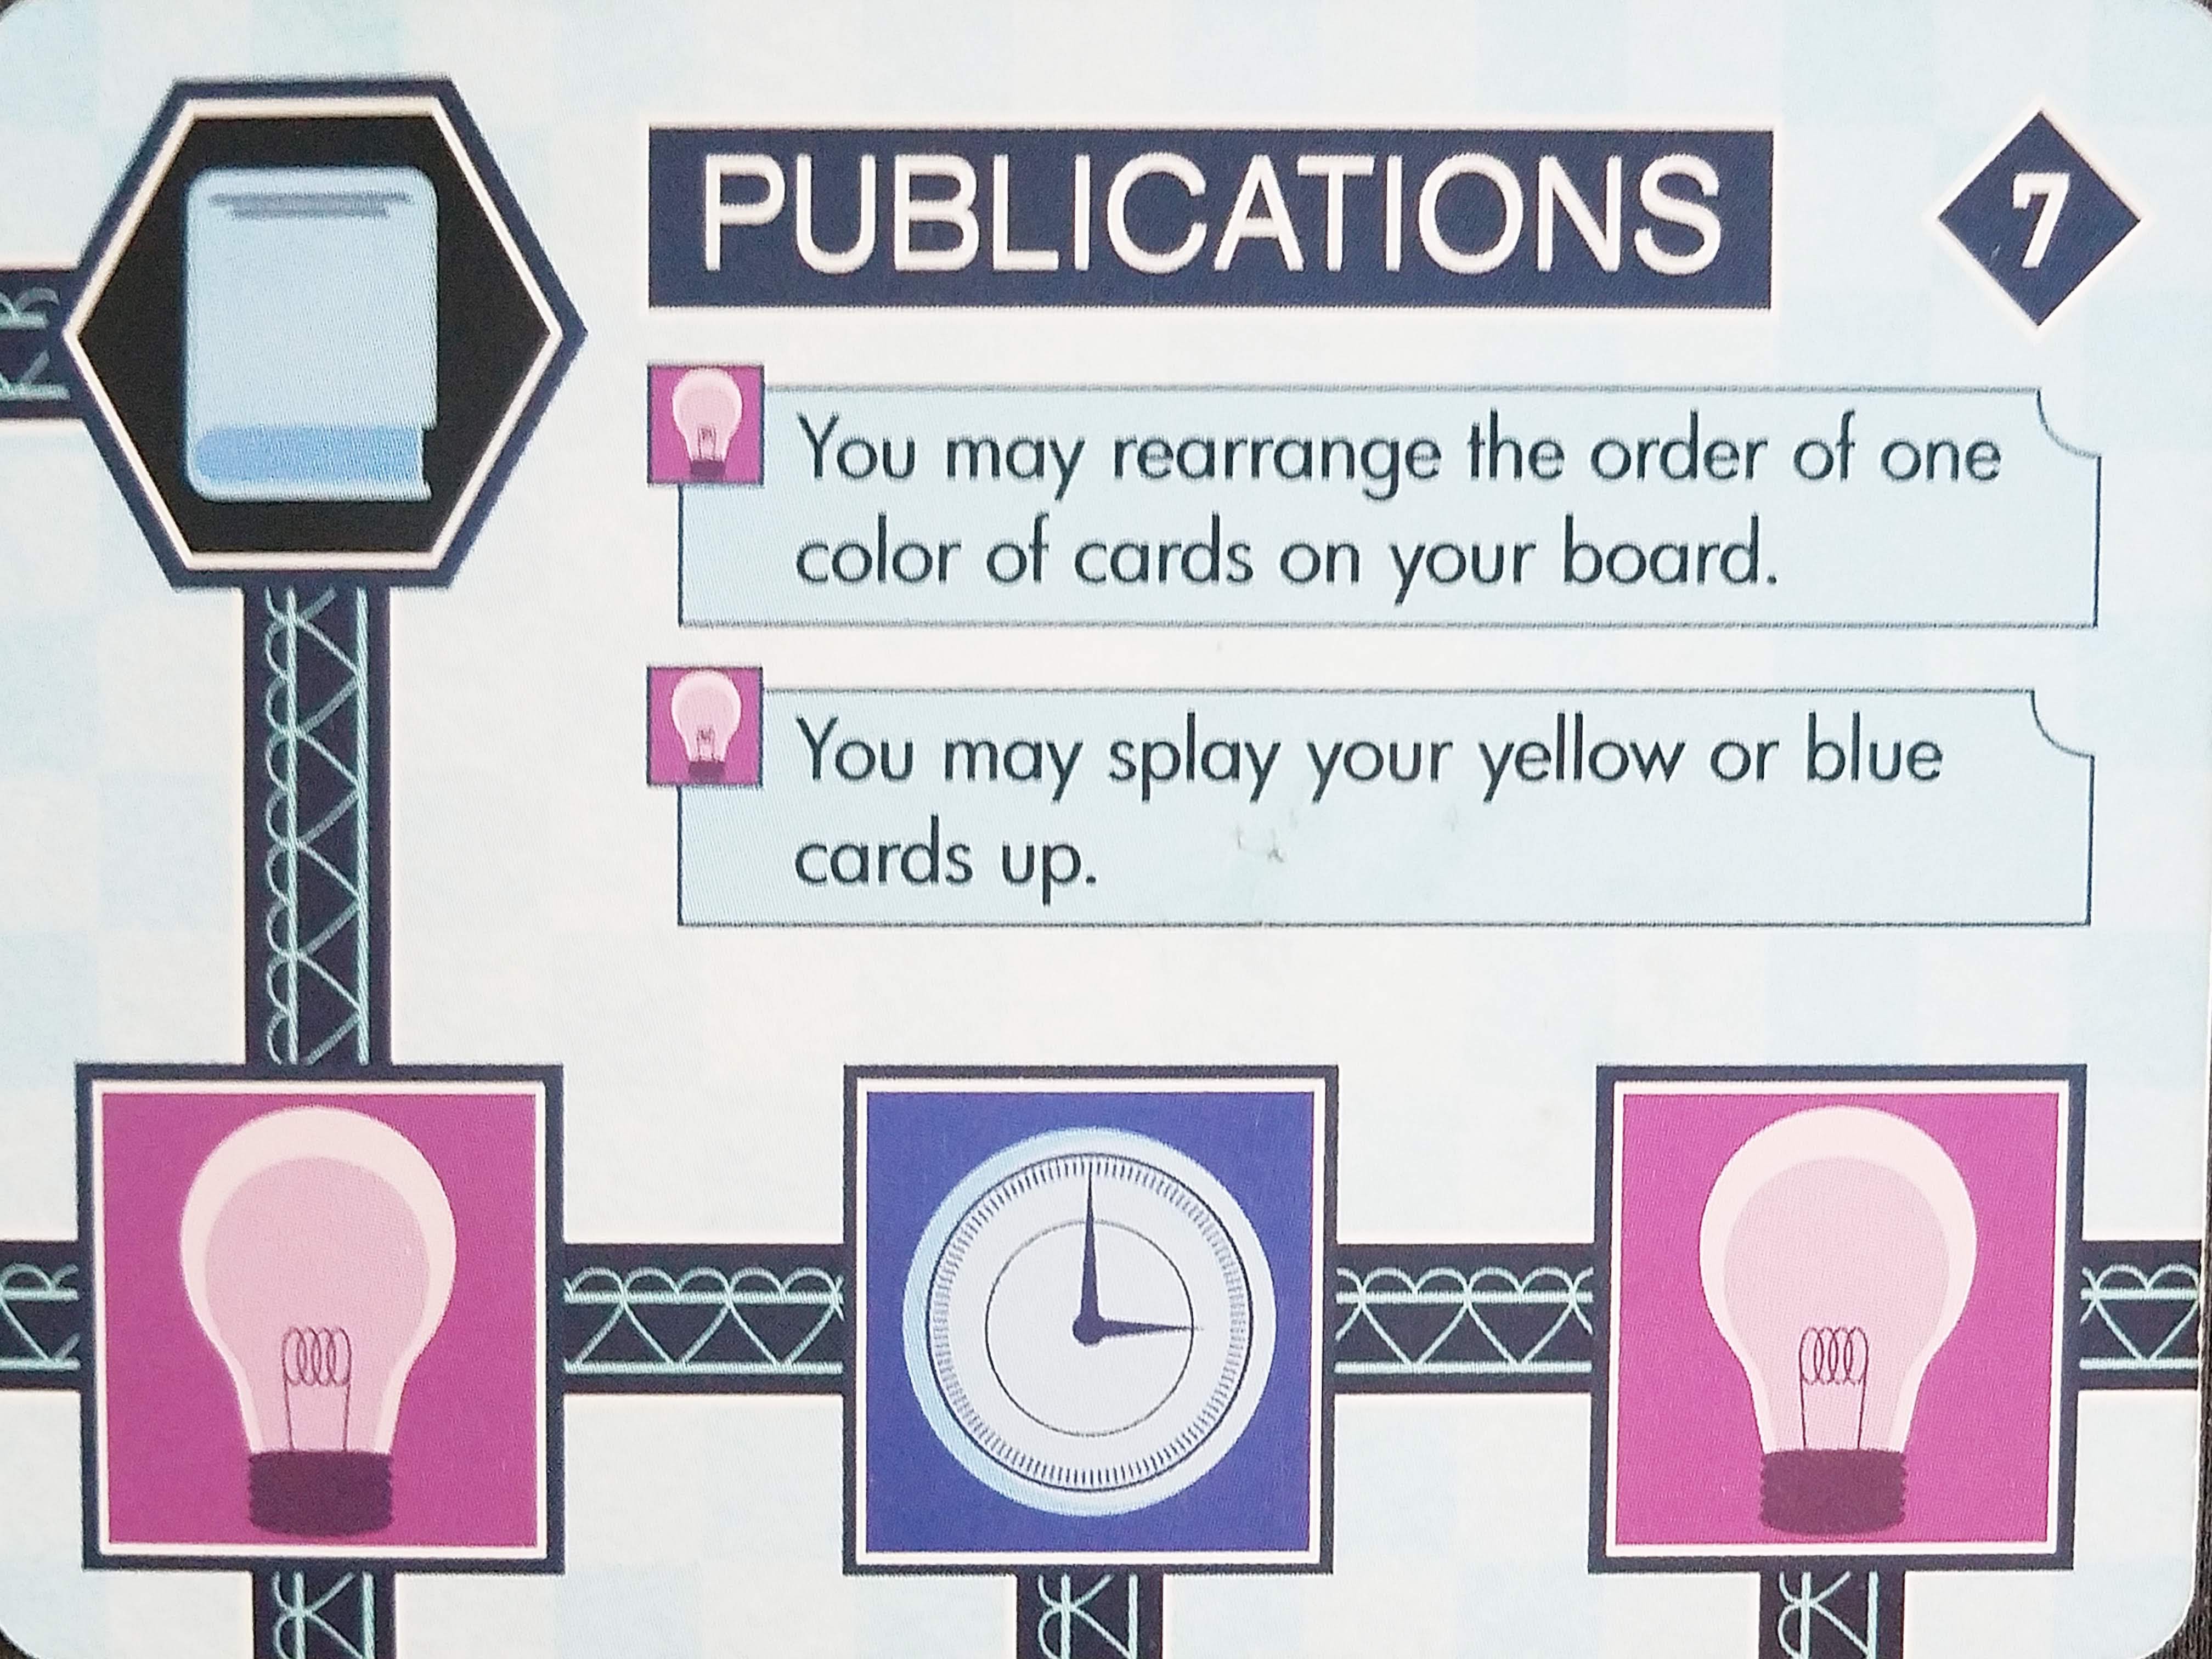 PUBLICATIONS
7
You may rearrange the order of one
color of cards on your board.
You may splay your yellow or blue
cards up.